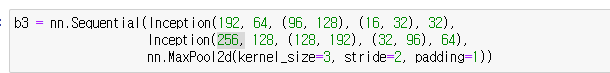 b3 = nn.Sequential(Inception(192, 64, (96, 128), (16, 32), 32),
Inception(256, 128, (128, 192), (32, 96), 64),
nn.MaxPool2d(kernel_size=3, stride=2, padding=1))